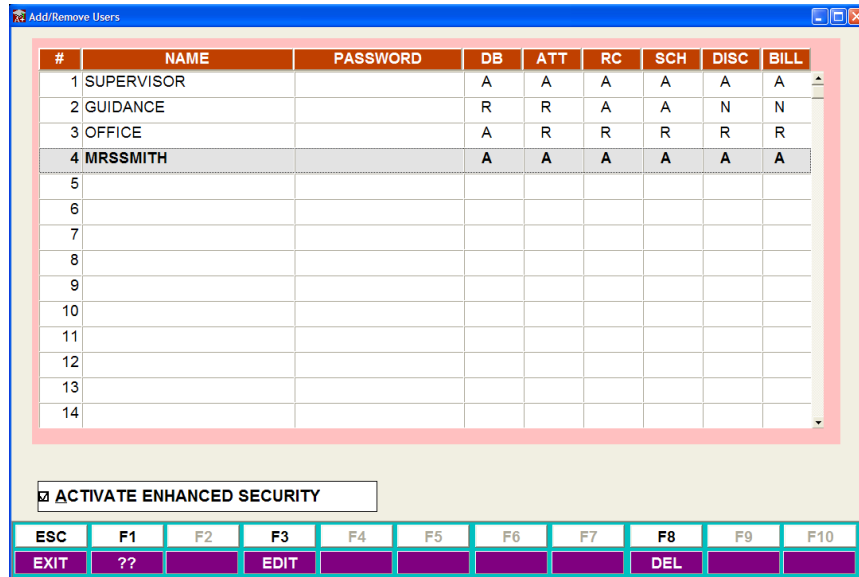 Add/Remove Users
# NAME PASSWORD DB ATT RC SCH DISC BILL
1 SUPERVISOR A A A A A A
2 GUIDANCE R R A A N N
3 OFFICE A R R R R R
4 MRSSMITH A A A A A A
5
6
7
8
9
10
11
12
13
14
ACTIVATE ENHANCED SECURITY
ESC F1 F2 F3 F4 F5 F6 F7 F8 F9 F10
EXIT ?? EDIT DEL